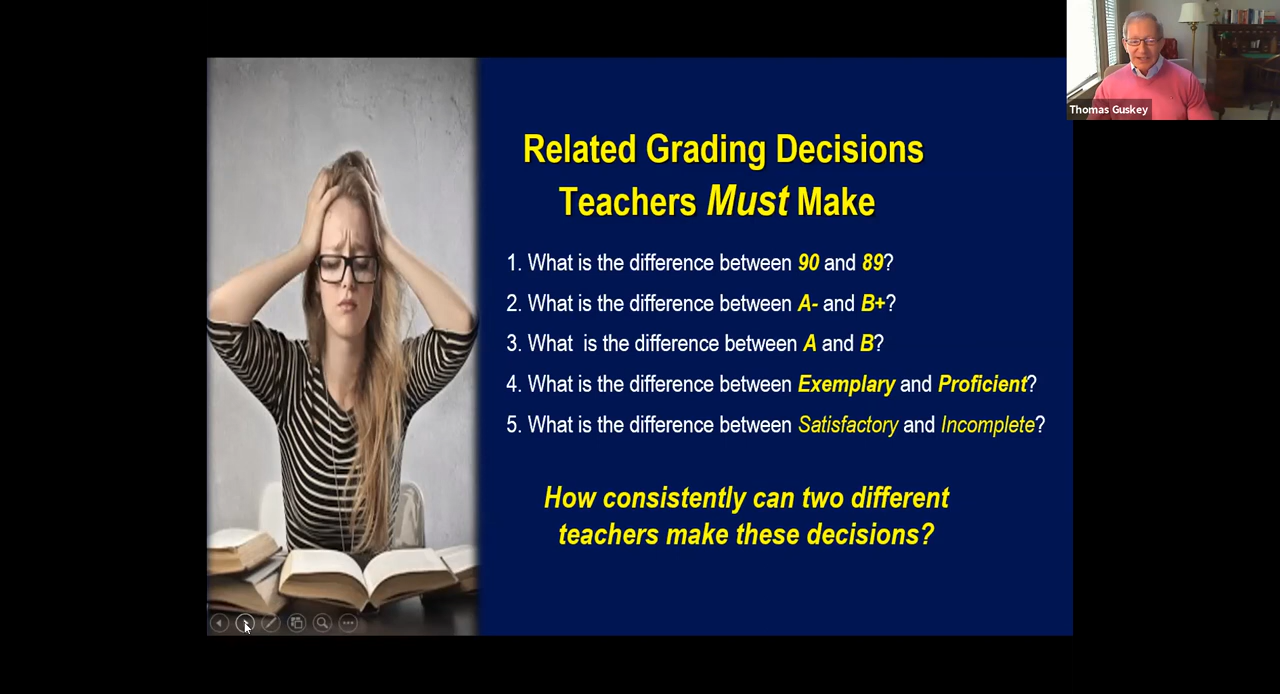 Thomas Guskey
Related Grading Decisions
Teachers Must Make
1. What is the difference between 90 and 89?
2. What is the difference between A- and B+?
3. What is the difference between A and B?
4. What is the difference between Exemplary and Proficient?
5. What is the difference between Satisfactory and Incomplete?
How consistently can two different
teachers make these decisions?